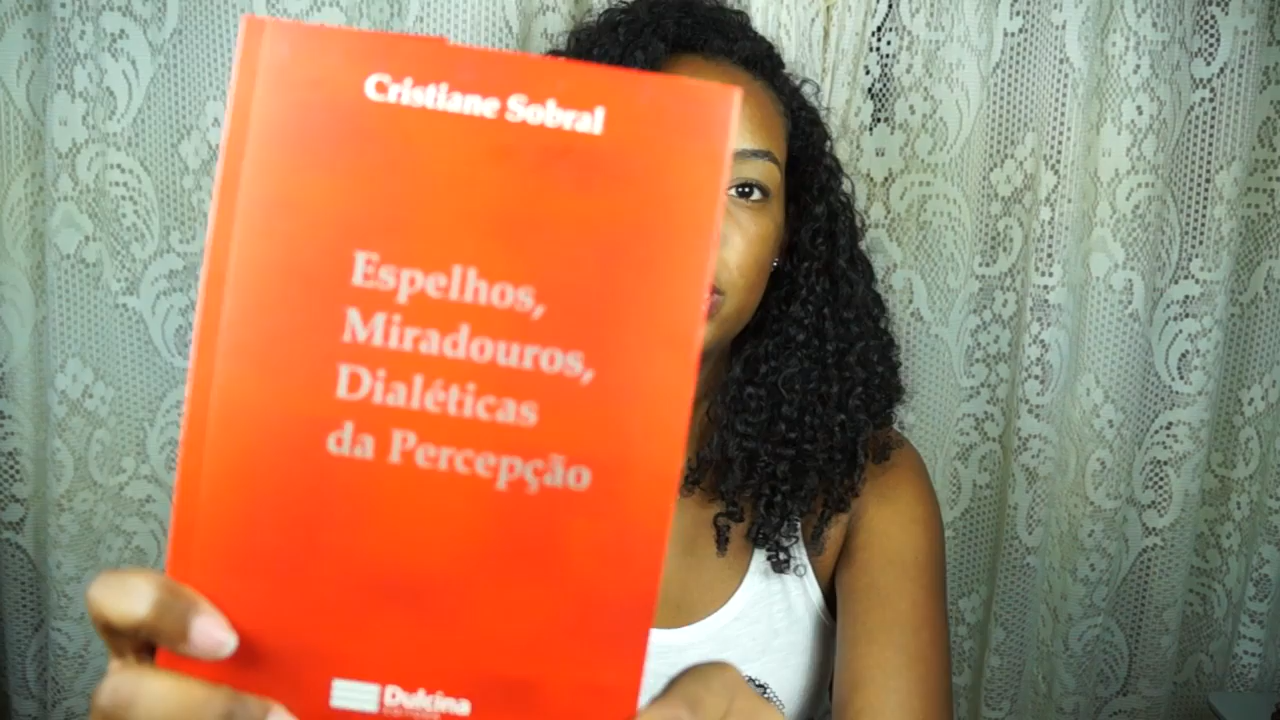 Cristiane Sobral
Espelhos,
Miradouros,
Dialéticas
da Percepção
Dulcina